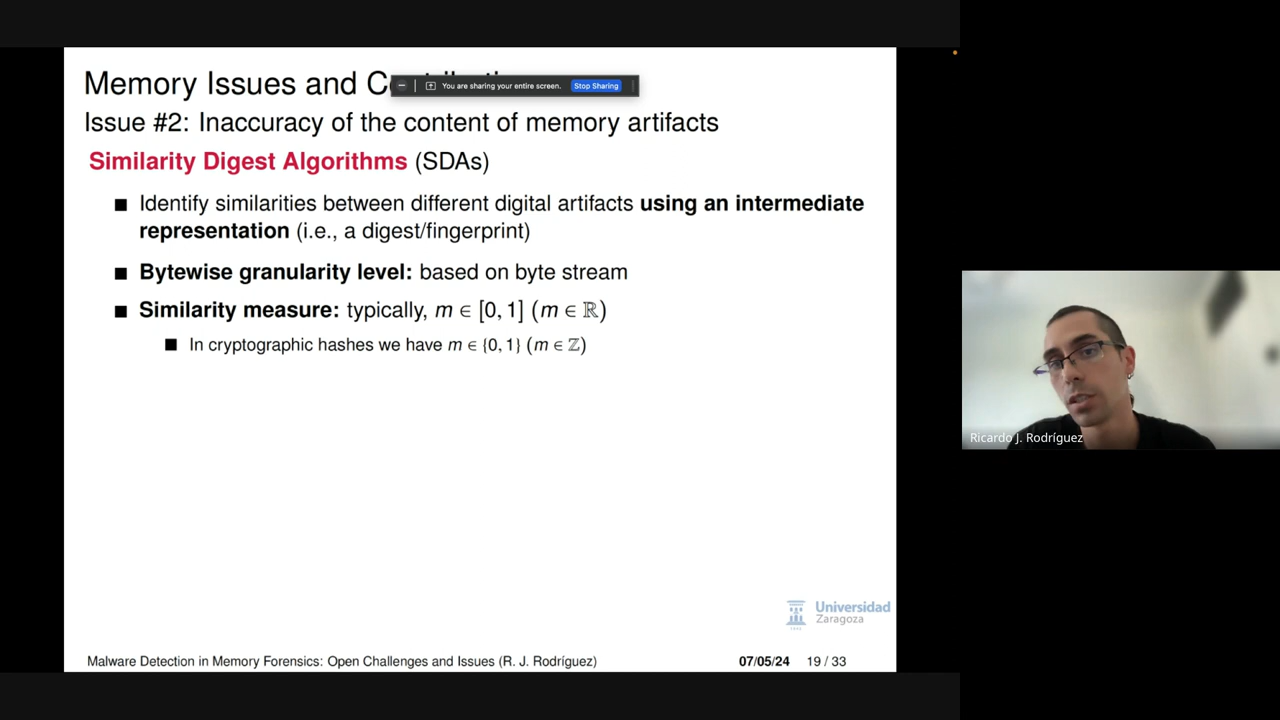 Memory Issues and C
You are sharing your entire screen. Stop Sharing
Issue #2: Inaccuracy of the content of memory artifacts
Similarity Digest Algorithms (SDAs)
Identify similarities between different digital artifacts using an intermediate
representation (i.e., a digest/fingerprint)
Bytewise granularity level: based on byte stream
Similarity measure: typically, m ∈ [0, 1] (m ∈ ℝ)
In cryptographic hashes we have m ∈ {0, 1} (m ∈ ℤ)
Ricardo J. Rodríguez
Universidad
Zaragoza
Malware Detection in Memory Forensics: Open Challenges and Issues (R. J. Rodríguez) 07/05/24 19 / 33